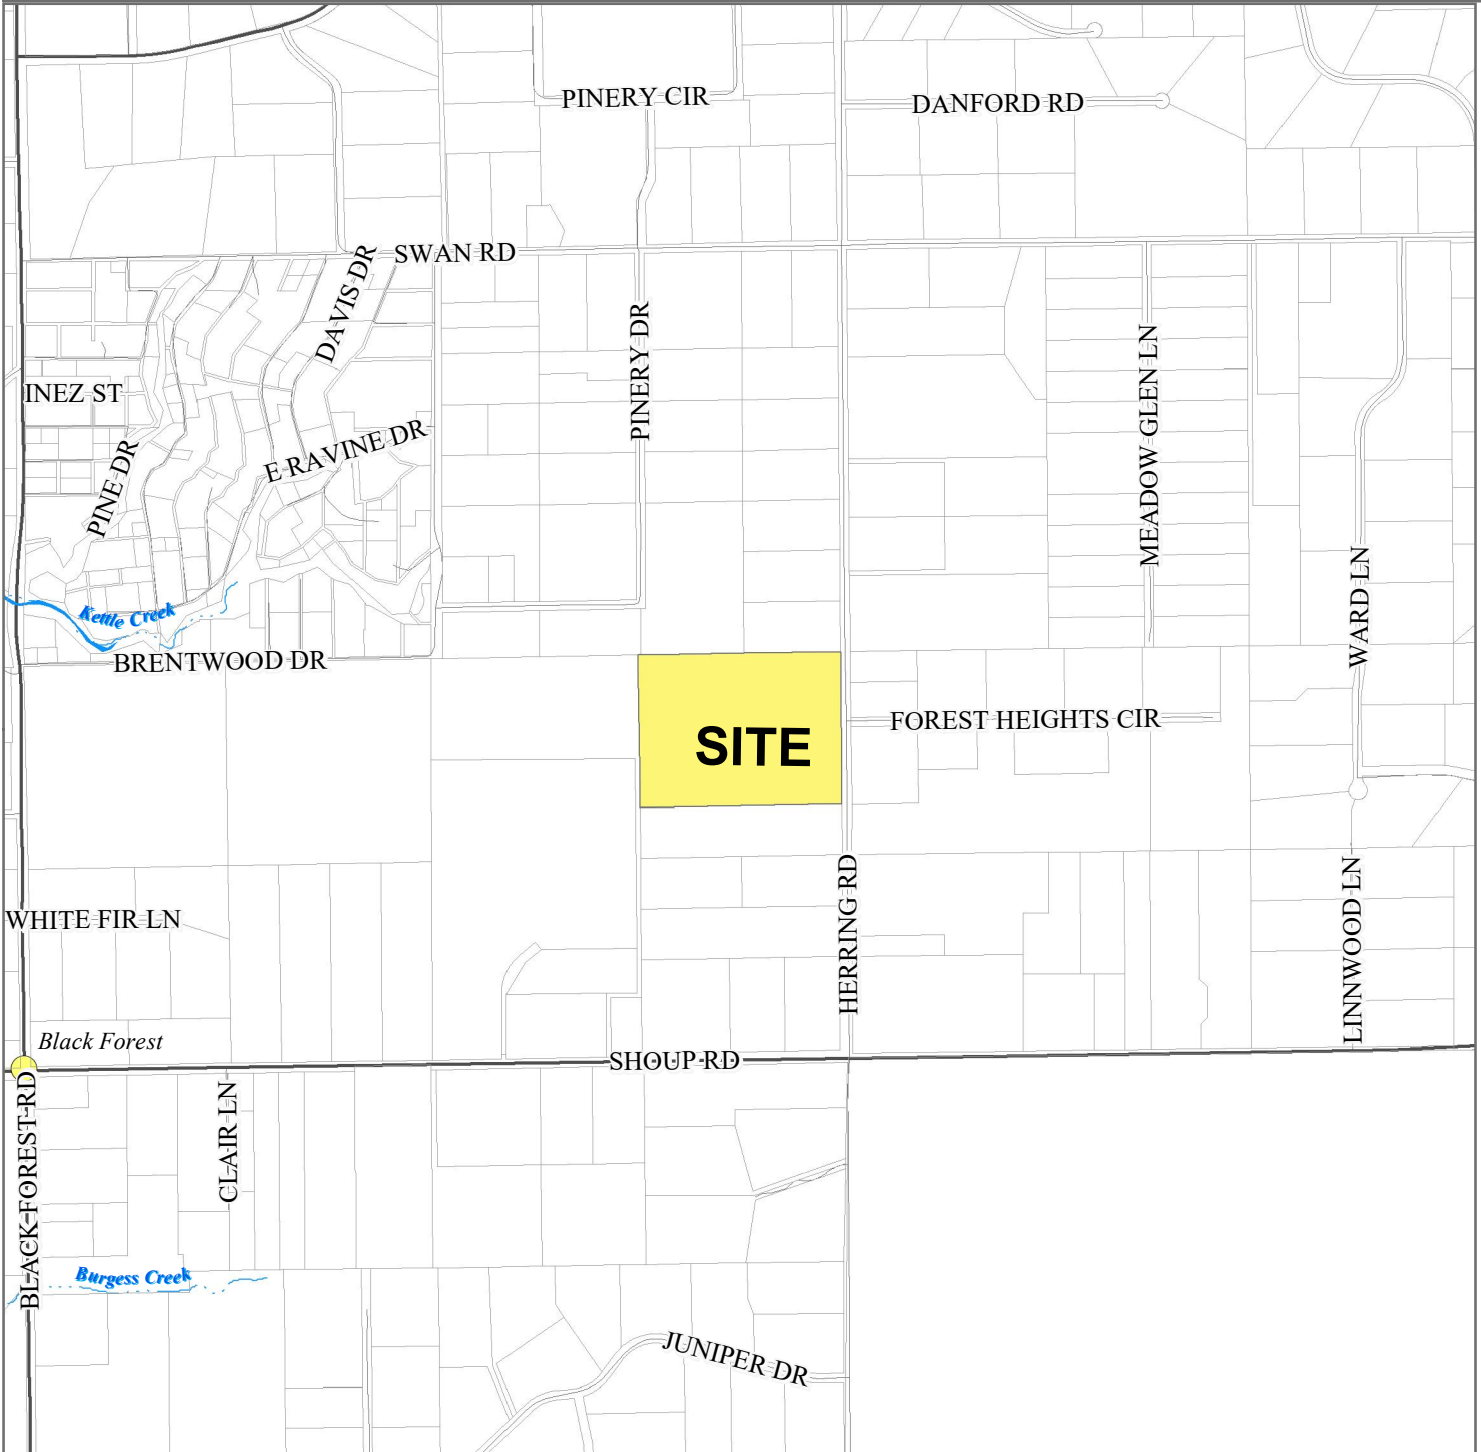 PINERY CIR
DANFORD RD
SWAN RD
DAVIS DR
PINERY DR
MEADOW GLEN LN
INEZ ST
E RAVINE DR
PINE DR
WARD LN
Kettle Creek
BRENTWOOD DR
FOREST HEIGHTS CIR
SITE
HERRING RD
LINNWOOD LN
WHITE FIR LN
Black Forest
SHOUP RD
BLACK FOREST RD
CLAIR LN
Burgess Creek
JUNIPER DR